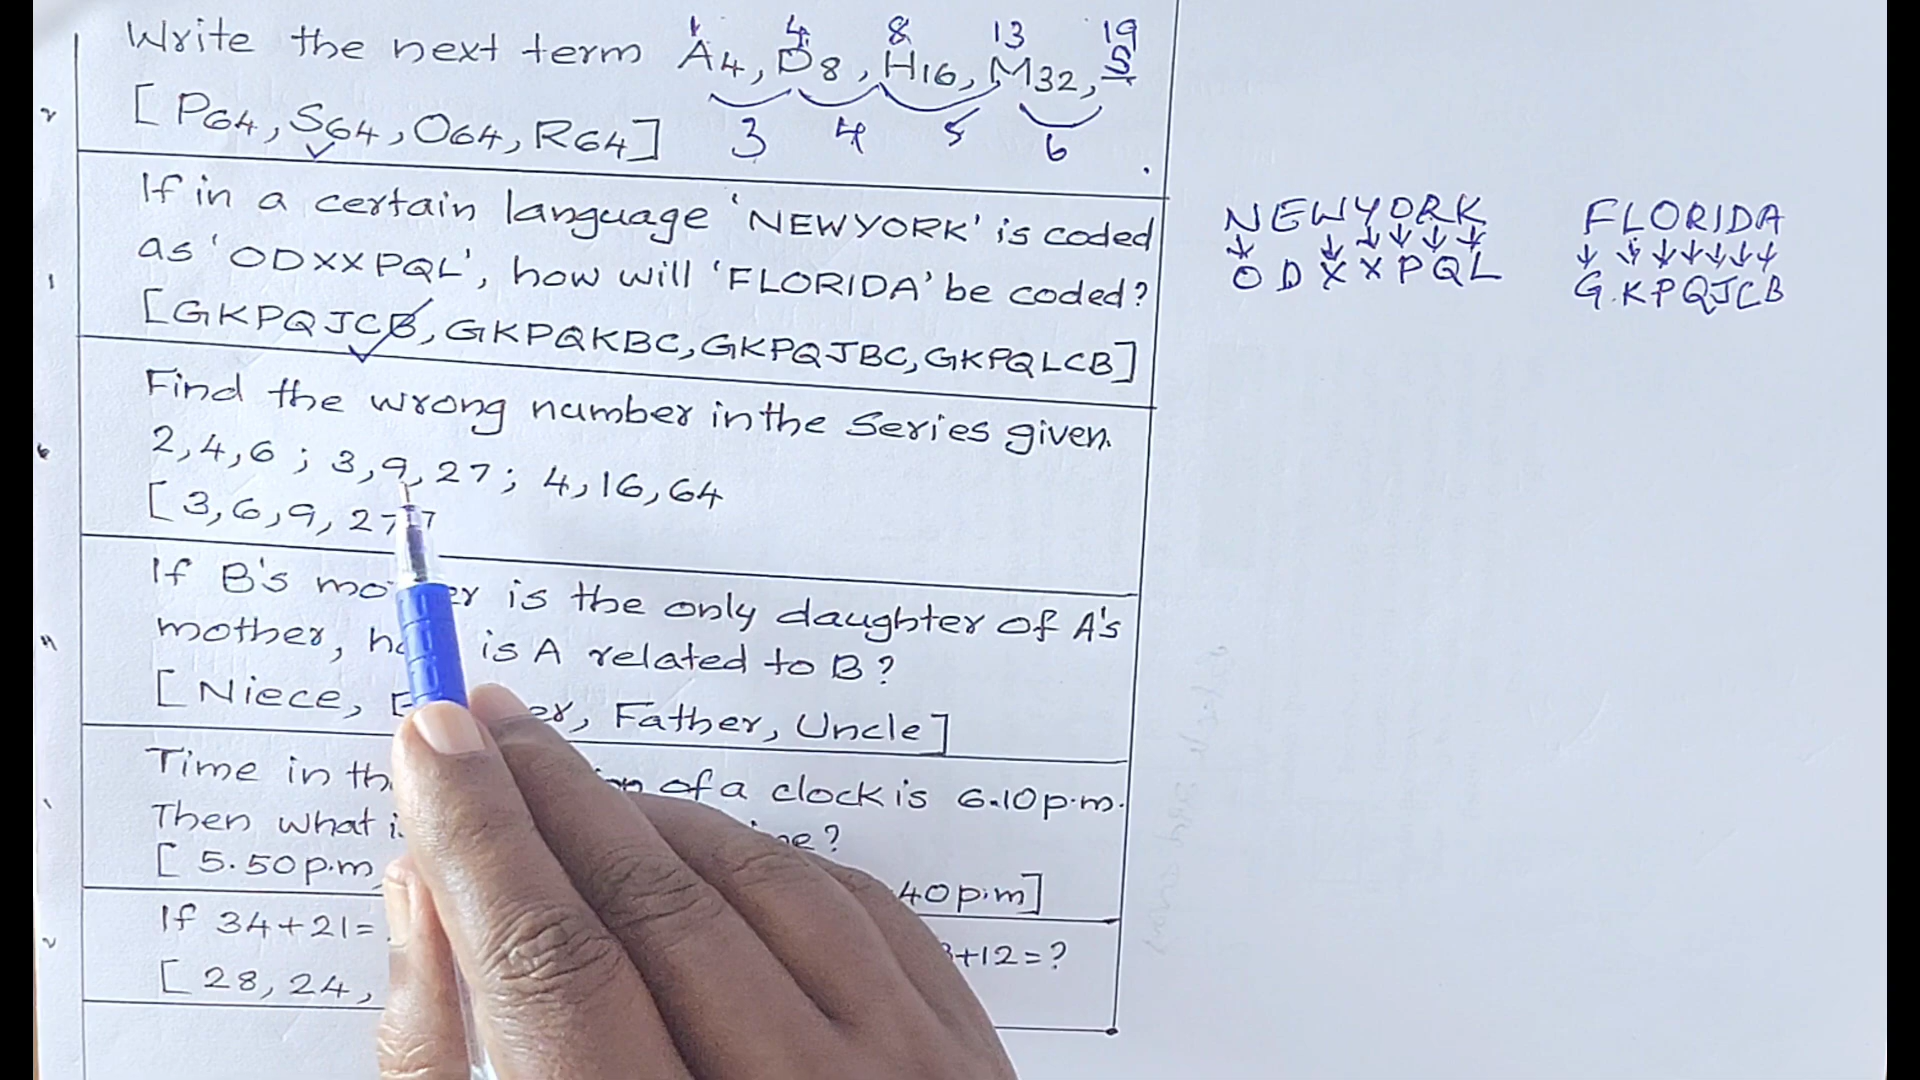 1 4 8 13 19
Write the next term A4, D8, H16, M32, S
[P64, S64, O64, R64] 3 4 5 6
If in a certain language 'NEWYORK' is coded
as 'ODXXPQL', how will 'FLORIDA' be coded?
[GKPQJCB, GKPQKBC, GKPQJBC, GKPQLCB]
NEWYORK FLORIDA
ODXXPQL G.KPQJCB
Find the wrong number in the Series given.
2,4,6 ; 3,9,27; 4,16,64
[3,6,9,27]
If B's mother is the only daughter of A's
mother, is A related to B?
[Niece, Father, Uncle]
Time in of a clock is 6.10p.m.
Then what
[5.50p.m, 40p.m]
If 34+21= +12=?
[28, 24,